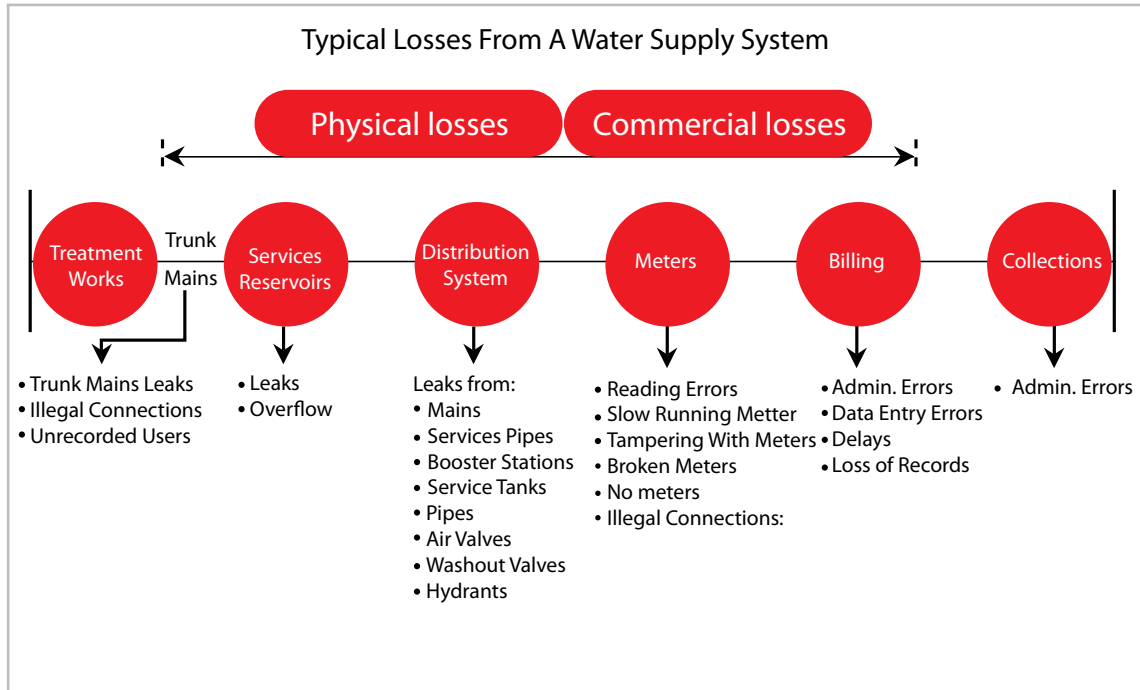 Typical Losses From A Water Supply System
Physical losses
Commercial losses
Treatment
Works
Trunk
Mains
Services
Reservoirs
Distribution
System
Meters
Billing
Collections
• Trunk Mains Leaks
• Illegal Connections
• Unrecorded Users
• Leaks
• Overflow
Leaks from:
• Mains
• Services Pipes
• Booster Stations
• Service Tanks
• Pipes
• Air Valves
• Washout Valves
• Hydrants
• Reading Errors
• Slow Running Metter
• Tampering With Meters
• Broken Meters
• No meters
• Illegal Connections:
• Admin. Errors
• Data Entry Errors
• Delays
• Loss of Records
• Admin. Errors